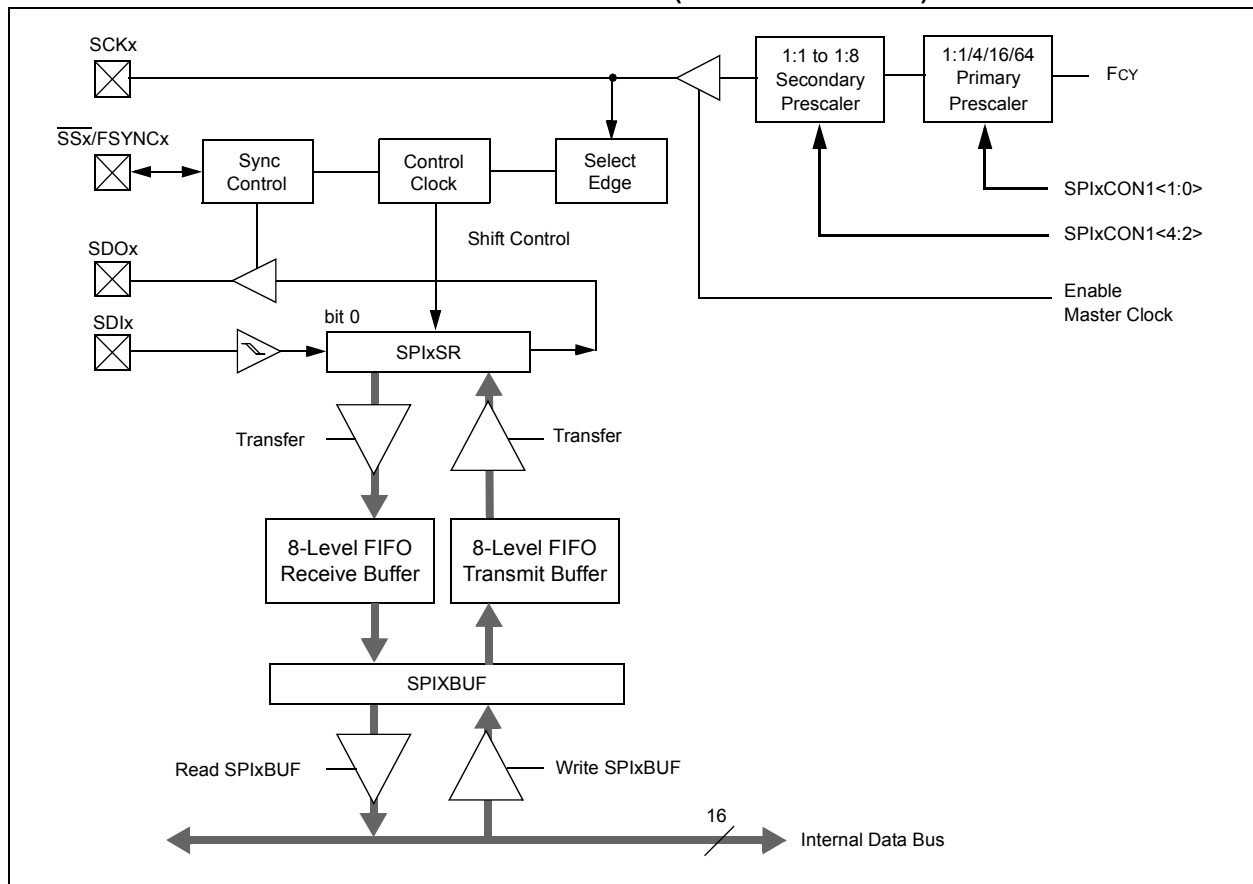 SCKx
1:1 to 1:8
Secondary
Prescaler
1:1/4/16/64
Primary
Prescaler
FCY
SSx/FSYNCx
Sync
Control
Control
Clock
Select
Edge
SPIxCON1<1:0>
SPIxCON1<4:2>
Shift Control
SDOx
Enable
Master Clock
bit 0
SDIx
SPIxSR
Transfer
Transfer
8-Level FIFO
Receive Buffer
8-Level FIFO
Transmit Buffer
SPIXBUF
Read SPIxBUF
Write SPIxBUF
16
Internal Data Bus